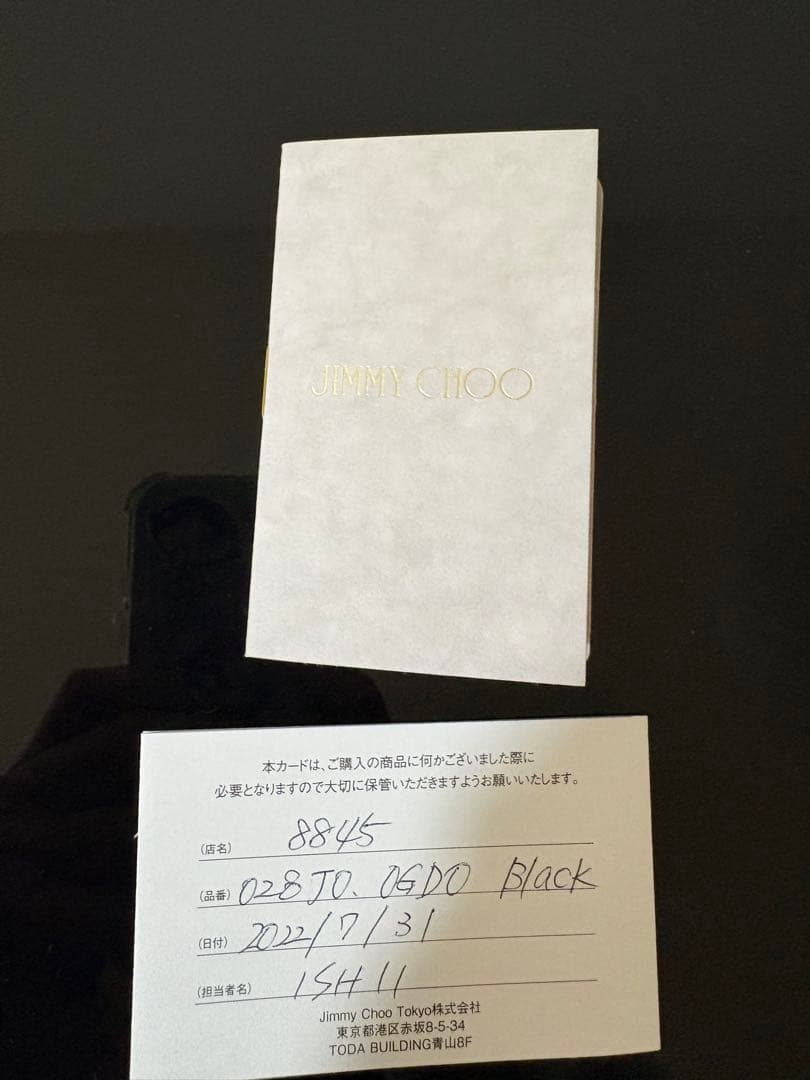 JIMMY CHOO
本カードは、ご購入の商品に何かございました際に
必要となりますので大切に保管いただきますようお願いいたします。
(店名) 8845
(品番) 028 JO. OGDO Black
(日付) 2022/7/31
(担当者名) ISHII
Jimmy Choo Tokyo株式会社
東京都港区赤坂8-5-34
TODA BUILDING青山8F